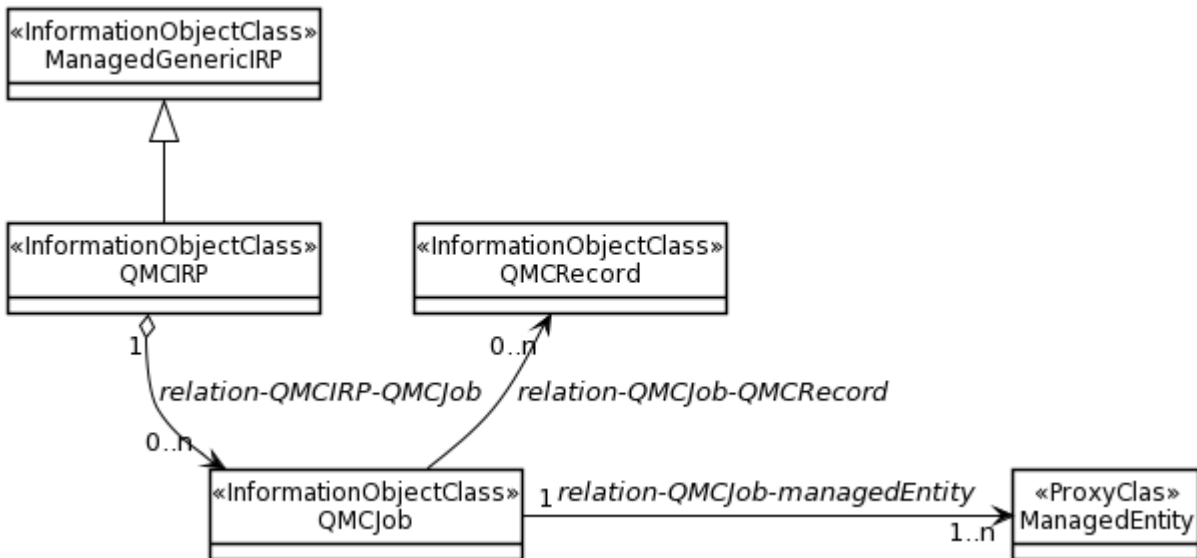 «InformationObjectClass»
ManagedGenericIRP
«InformationObjectClass»
QMCIRP
«InformationObjectClass»
QMCRecord
1
0..n
relation-QMCIRP-QMCJob
relation-QMCJob-QMCRecord
0..n
«InformationObjectClass»
QMCJob
1
relation-QMCJob-managedEntity
1..n
«ProxyClas»
ManagedEntity